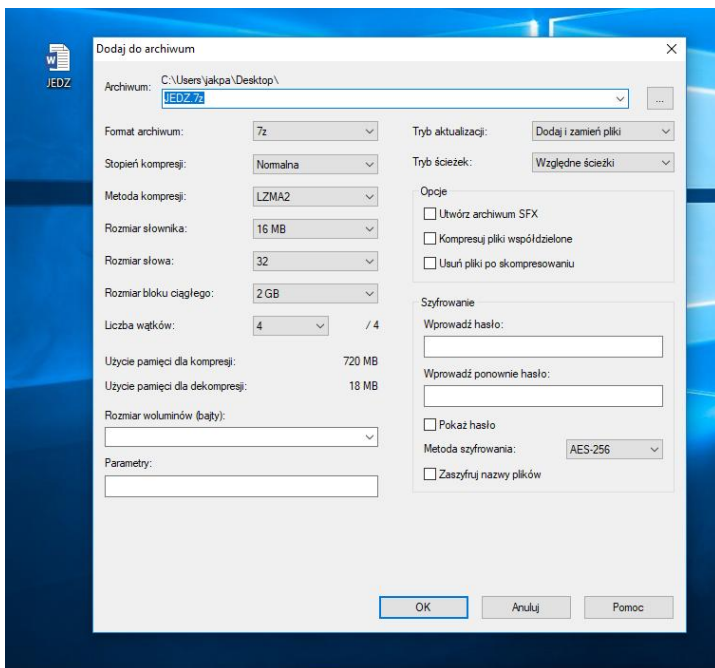 JEDZ
Dodaj do archiwum
Archiwum:
C:\Users\jakpa\Desktop\
JEDZ.7z
...
Format archiwum:
7z
Stopień kompresji:
Normalna
Metoda kompresji:
LZMA2
Rozmiar słownika:
16 MB
Rozmiar słowa:
32
Rozmiar bloku ciągłego:
2 GB
Liczba wątków:
4
/ 4
Użycie pamięci dla kompresji:
720 MB
Użycie pamięci dla dekompresji:
18 MB
Rozmiar woluminów (bajty):
Parametry:
Tryb aktualizacji:
Dodaj i zamień pliki
Tryb ścieżek:
Względne ścieżki
Opcje
Utwórz archiwum SFX
Kompresuj pliki współdzielone
Usuń pliki po skompresowaniu
Szyfrowanie
Wprowadź hasło:
Wprowadź ponownie hasło:
Pokaż hasło
Metoda szyfrowania:
AES-256
Zaszyfruj nazwy plików
OK
Anuluj
Pomoc